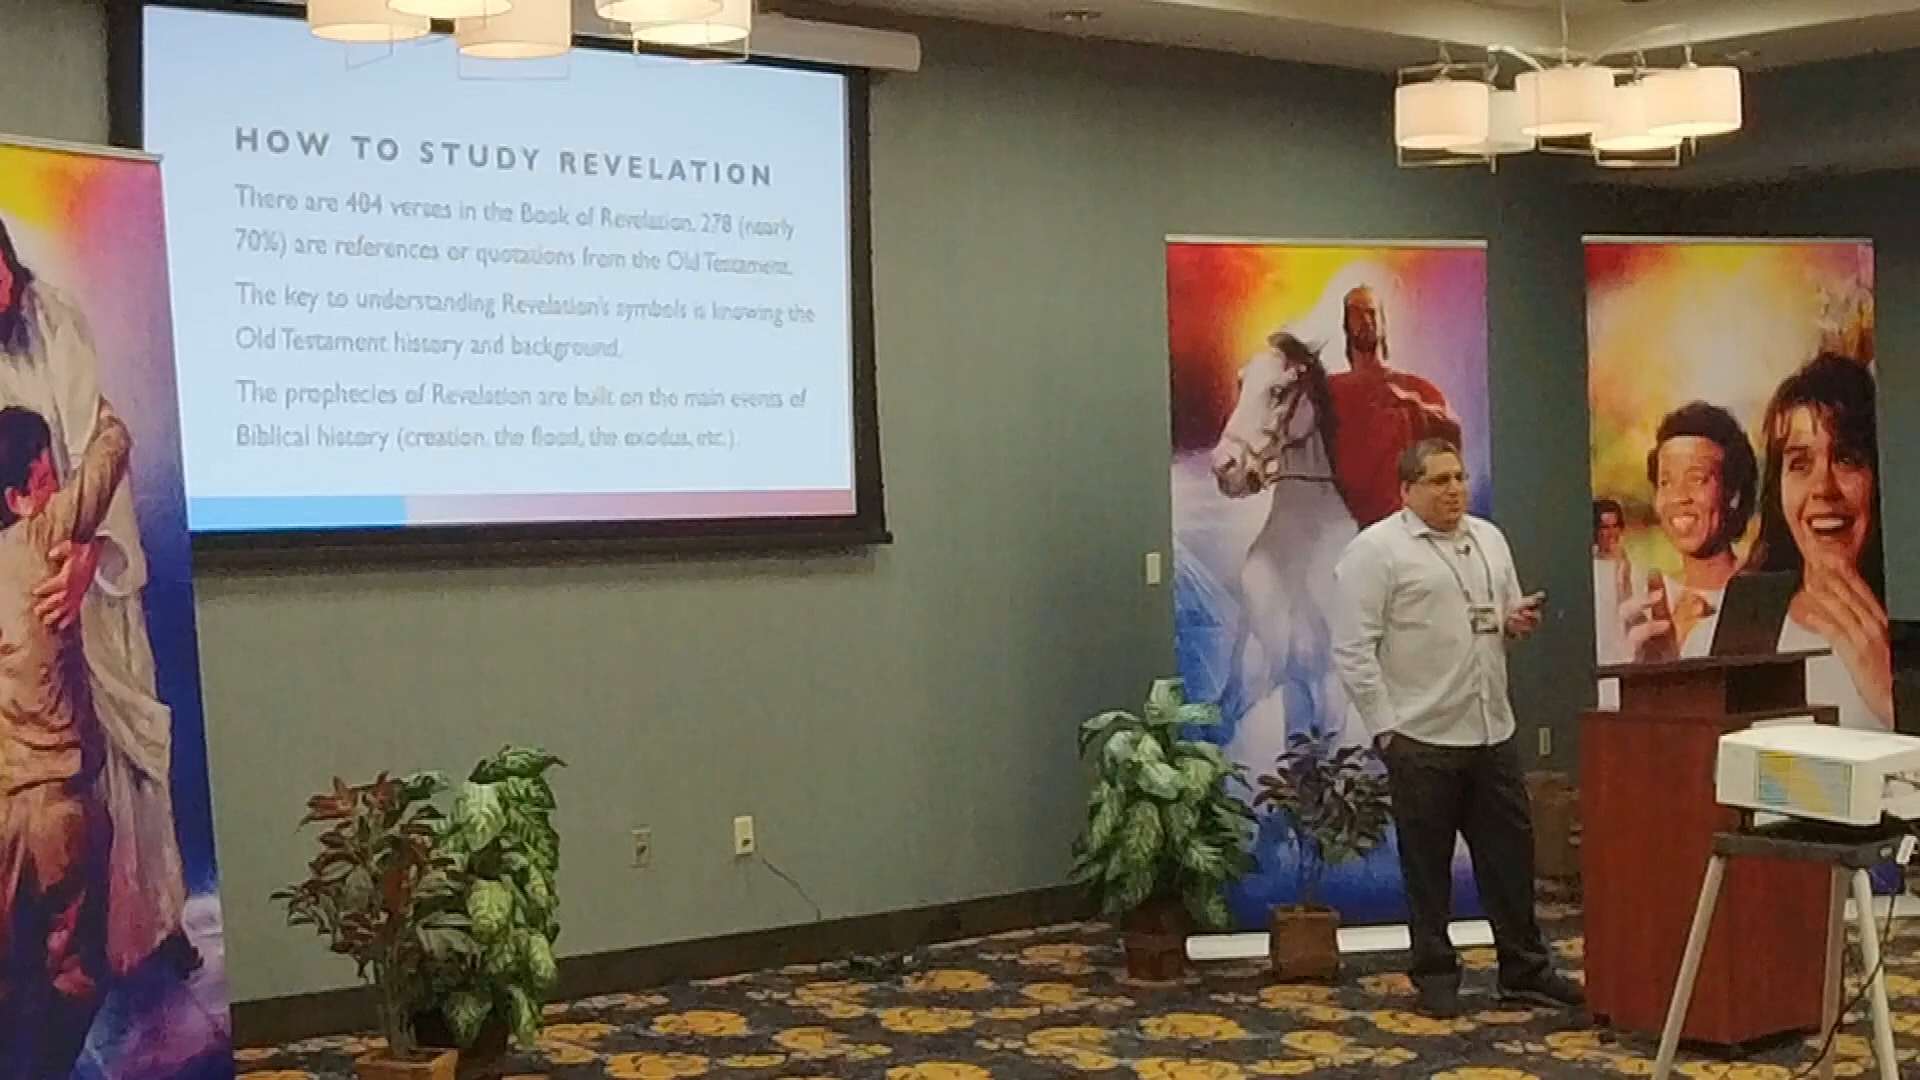 HOW TO STUDY REVELATION
There are 404 verses in the Book of Revelation. 278 (nearly
70%) are references or quotations from the Old Testament.
The key to understanding Revelation's symbols is knowing the
Old Testament history and background.
The prophecies of Revelation are built on the main events of
Biblical history (creation, the flood, the exodus, etc.).